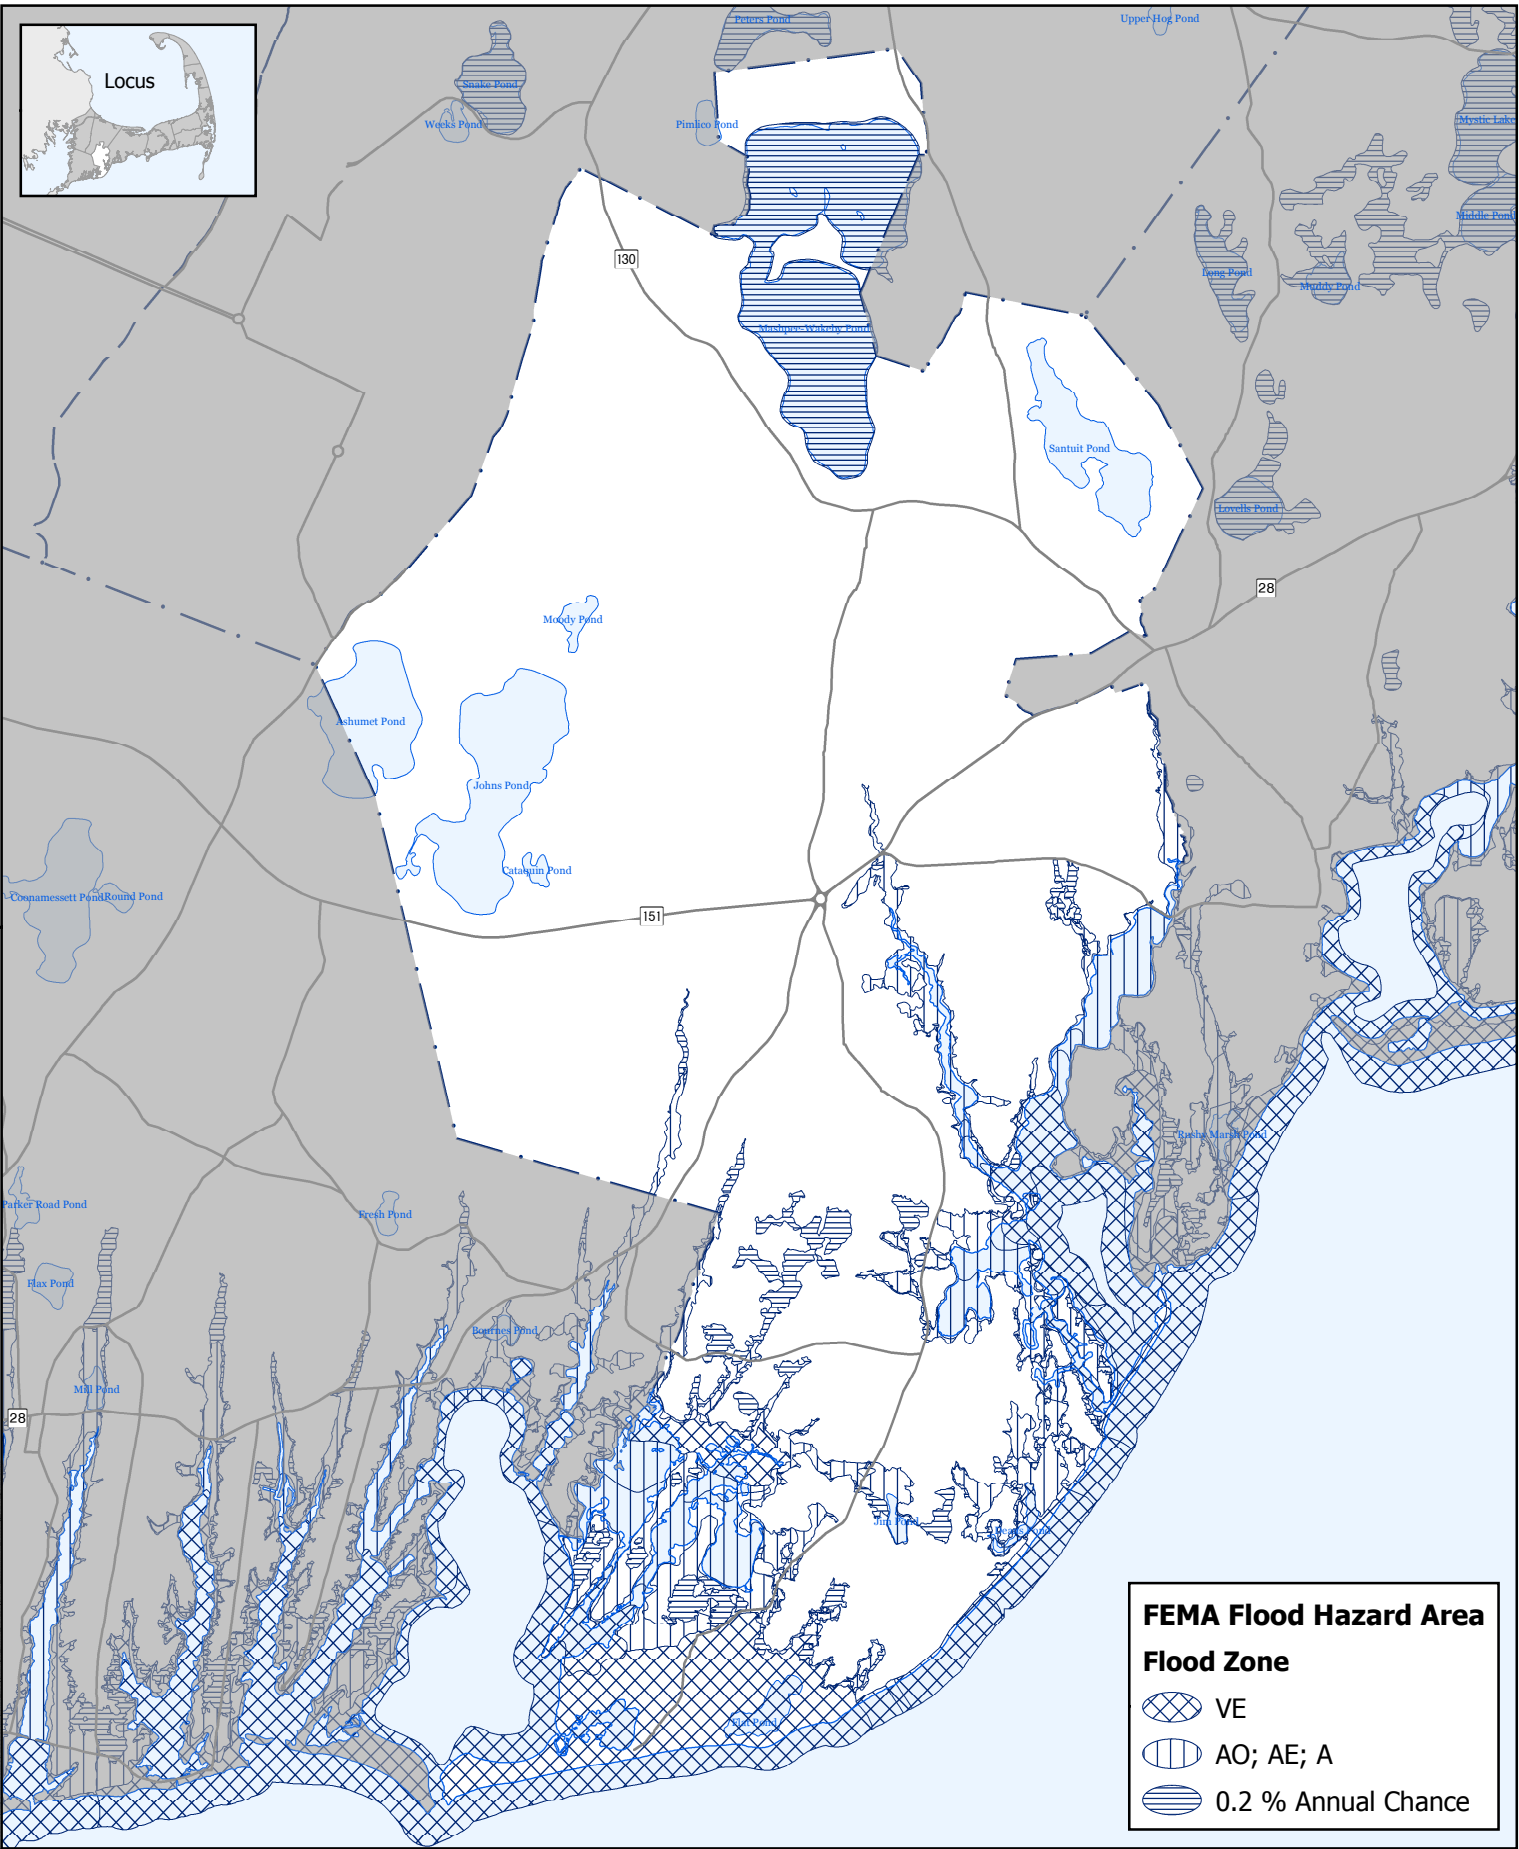 Peters Pond
Upper Hog Pond
Locus
Snake Pond
Weeks Pond
Pimlico Pond
Mystic Lake
Middle Pond
130
Long Pond
Muddy Pond
Mashpee-Wakeby Pond
Santuit Pond
Lovells Pond
28
Moody Pond
Ashumet Pond
Johns Pond
Cataquin Pond
Coonamessett Pond
Round Pond
151
Rushy Marsh Pond
Parker Road Pond
Fresh Pond
Flax Pond
Bournes Pond
Mill Pond
28
Jim Pond
Deans Pond
Flat Pond
FEMA Flood Hazard Area
Flood Zone
VE
AO; AE; A
0.2 % Annual Chance